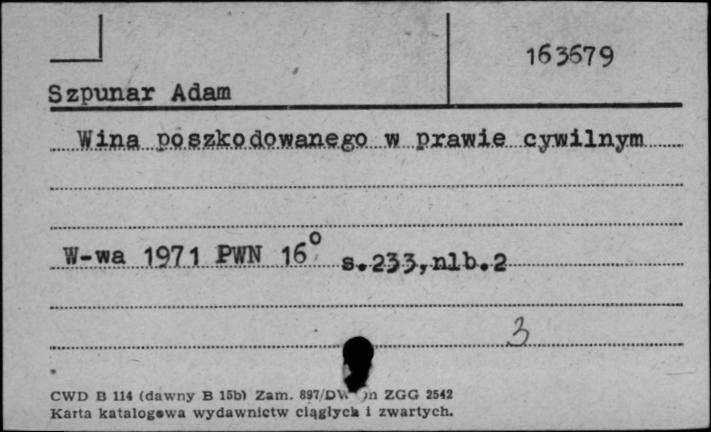 163679
Szpunar Adam
Wina poszkodowanego w prawie cywilnym
W-wa 1971 PWN 16° s.233,nlb.2
3
CWD B 114 (dawny B 15b) Zam. 897/DW ZGG 2542
Karta katalogowa wydawnictw ciągłych i zwartych.